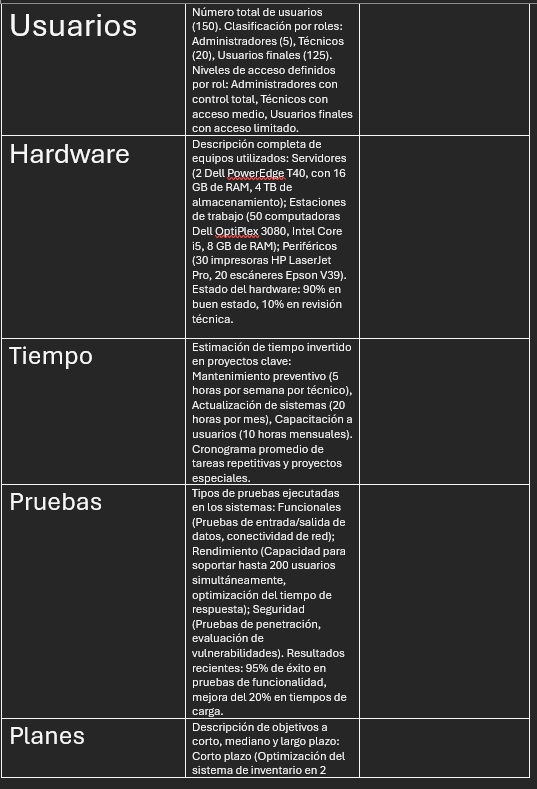 Usuarios
Número total de usuarios
(150). Clasificación por roles:
Administradores (5), Técnicos
(20), Usuarios finales (125).
Niveles de acceso definidos
por rol: Administradores con
control total, Técnicos con
acceso medio, Usuarios finales
con acceso limitado.
Hardware
Descripción completa de
equipos utilizados: Servidores
(2 Dell PowerEdge T40, con 16
GB de RAM, 4 TB de
almacenamiento); Estaciones
de trabajo (50 computadoras
Dell OptiPlex 3080, Intel Core
i5, 8 GB de RAM); Periféricos
(30 impresoras HP LaserJet
Pro, 20 escáneres Epson V39).
Estado del hardware: 90% en
buen estado, 10% en revisión
técnica.
Tiempo
Estimación de tiempo invertido
en proyectos clave:
Mantenimiento preventivo (5
horas por semana por técnico),
Actualización de sistemas (20
horas por mes), Capacitación a
usuarios (10 horas mensuales).
Cronograma promedio de
tareas repetitivas y proyectos
especiales.
Pruebas
Tipos de pruebas ejecutadas
en los sistemas: Funcionales
(Pruebas de entrada/salida de
datos, conectividad de red);
Rendimiento (Capacidad para
soportar hasta 200 usuarios
simultáneamente,
optimización del tiempo de
respuesta); Seguridad
(Pruebas de penetración,
evaluación de
vulnerabilidades). Resultados
recientes: 95% de éxito en
pruebas de funcionalidad,
mejora del 20% en tiempos de
carga.
Planes
Descripción de objetivos a
corto, mediano y largo plazo:
Corto plazo (Optimización del
sistema de inventario en 2